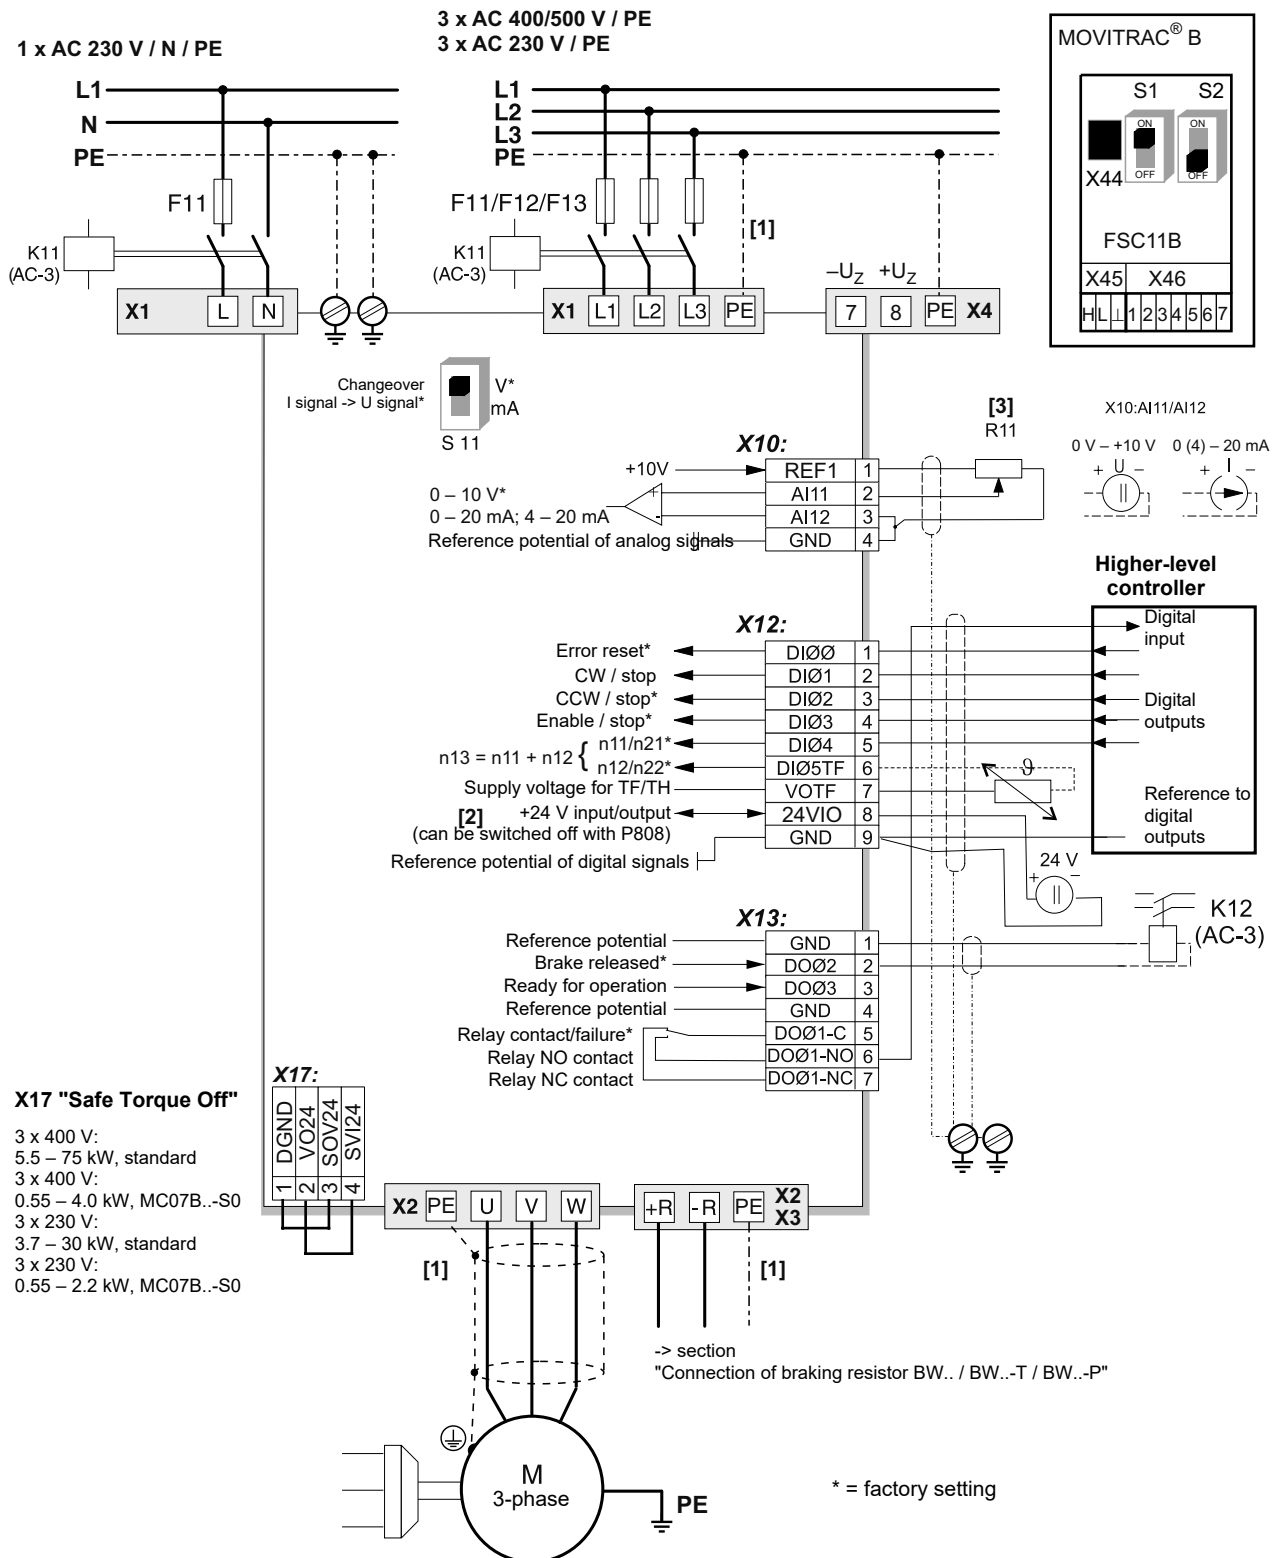 3 x AC 400/500 V / PE
1 x AC 230 V / N / PE
3 x AC 230 V / PE
L1
N
PE
F11
K11
(AC-3)
X1 L N
L1
L2
L3
PE
F11/F12/F13
[1]
K11
(AC-3)
X1 L1 L2 L3 PE
–UZ +UZ
7 8 PE X4
MOVITRAC® B
S1 S2
ON ON
OFF OFF
X44
FSC11B
X45 X46
H L ⊥ 1 2 3 4 5 6 7
Changeover
I signal -> U signal*
V*
mA
S 11
X10:
+10V REF1 1
0 – 10 V* AI11 2
0 – 20 mA; 4 – 20 mA AI12 3
Reference potential of analog signals GND 4
+
-
[3]
R11
X10:AI11/AI12
0 V – +10 V 0 (4) – 20 mA
+ U – + I –
Higher-level
controller
Digital
input
Digital
outputs
Reference to
digital
outputs
X12:
Error reset* DIØØ 1
CW / stop DIØ1 2
CCW / stop* DIØ2 3
Enable / stop* DIØ3 4
n13 = n11 + n12 {
n11/n21* DIØ4 5
n12/n22* DIØ5TF 6
Supply voltage for TF/TH VOTF 7
[2] +24 V input/output 24VIO 8
(can be switched off with P808)
GND 9
Reference potential of digital signals
ϑ
24 V
+ –
K12
(AC-3)
X13:
Reference potential GND 1
Brake released* DOØ2 2
Ready for operation DOØ3 3
Reference potential GND 4
Relay contact/failure* DOØ1-C 5
Relay NO contact DOØ1-NO 6
Relay NC contact DOØ1-NC 7
X17 "Safe Torque Off"
3 x 400 V:
5.5 – 75 kW, standard
3 x 400 V:
0.55 – 4.0 kW, MC07B..-S0
3 x 230 V:
3.7 – 30 kW, standard
3 x 230 V:
0.55 – 2.2 kW, MC07B..-S0
X17:
DGND 1
VO24 2
SOV24 3
SVI24 4
X2 PE U V W
+R -R PE X2
X3
[1]
[1]
-> section
"Connection of braking resistor BW.. / BW..-T / BW..-P"
M
3-phase
PE
* = factory setting